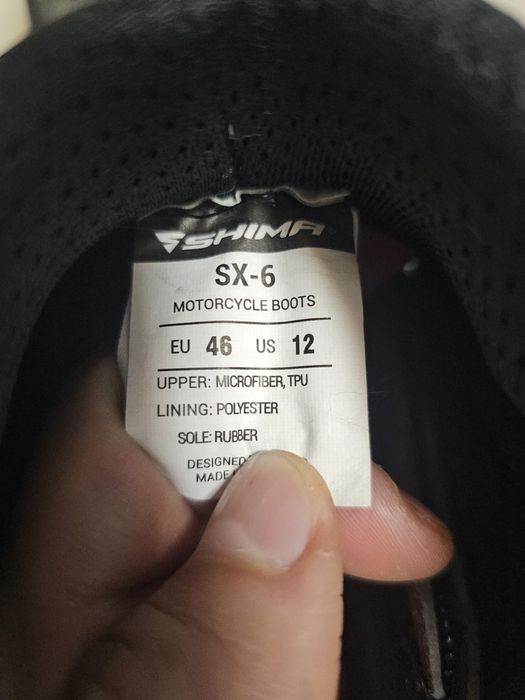 SHIMA
SX-6
MOTORCYCLE BOOTS
EU 46 US 12
UPPER: MICROFIBER, TPU
LINING: POLYESTER
SOLE: RUBBER
DESIGNED
MADE